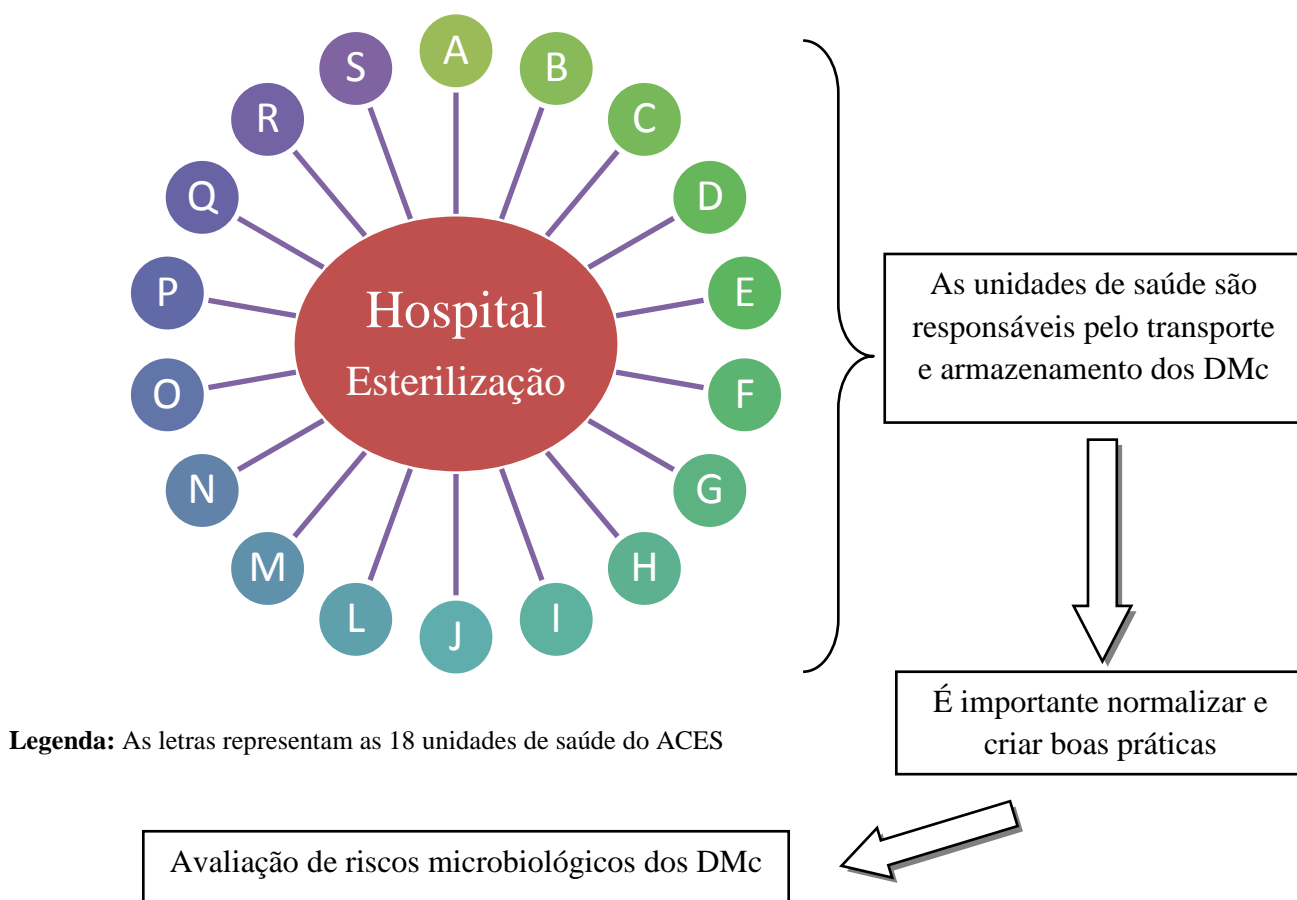 A
B
C
D
E
F
G
H
I
J
L
M
N
O
P
Q
R
S
Hospital
Esterilização
As unidades de saúde são
responsáveis pelo transporte
e armazenamento dos DMc
É importante normalizar e
criar boas práticas
Legenda: As letras representam as 18 unidades de saúde do ACES
Avaliação de riscos microbiológicos dos DMc